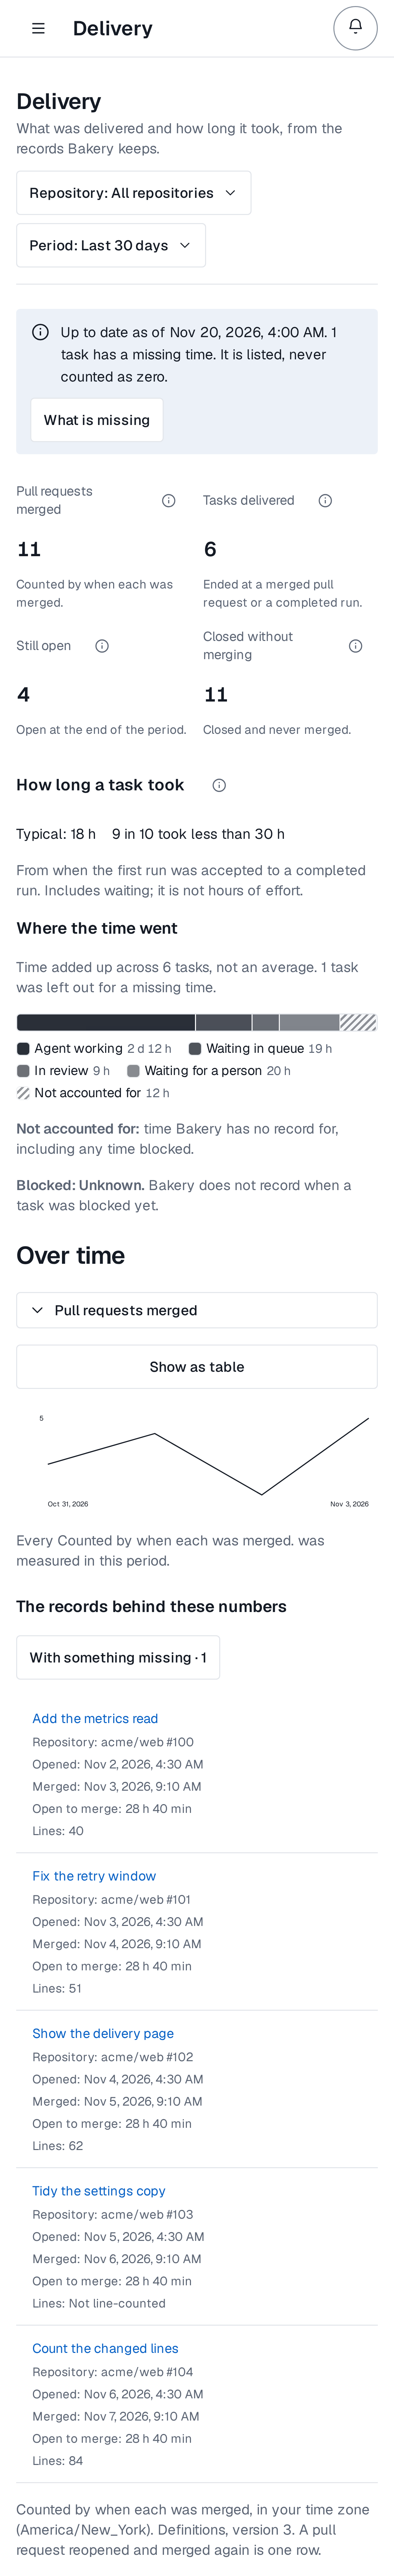 Delivery
Delivery
What was delivered and how long it took, from the
records Bakery keeps.
Repository: All repositories
Period: Last 30 days
Up to date as of Nov 20, 2026, 4:00 AM. 1
task has a missing time. It is listed, never
counted as zero.
What is missing
Pull requests
merged
11
Counted by when each was
merged.
Tasks delivered
6
Ended at a merged pull
request or a completed run.
Still open
4
Open at the end of the period.
Closed without
merging
11
Closed and never merged.
How long a task took
Typical: 18 h 9 in 10 took less than 30 h
From when the first run was accepted to a completed
run. Includes waiting; it is not hours of effort.
Where the time went
Time added up across 6 tasks, not an average. 1 task
was left out for a missing time.
Agent working 2 d 12 h Waiting in queue 19 h
In review 9 h Waiting for a person 20 h
Not accounted for 12 h
Not accounted for: time Bakery has no record for,
including any time blocked.
Blocked: Unknown. Bakery does not record when a
task was blocked yet.
Over time
Pull requests merged
Show as table
5
Oct 31, 2026 Nov 3, 2026
Every Counted by when each was merged. was
measured in this period.
The records behind these numbers
With something missing · 1
Add the metrics read
Repository: acme/web #100
Opened: Nov 2, 2026, 4:30 AM
Merged: Nov 3, 2026, 9:10 AM
Open to merge: 28 h 40 min
Lines: 40
Fix the retry window
Repository: acme/web #101
Opened: Nov 3, 2026, 4:30 AM
Merged: Nov 4, 2026, 9:10 AM
Open to merge: 28 h 40 min
Lines: 51
Show the delivery page
Repository: acme/web #102
Opened: Nov 4, 2026, 4:30 AM
Merged: Nov 5, 2026, 9:10 AM
Open to merge: 28 h 40 min
Lines: 62
Tidy the settings copy
Repository: acme/web #103
Opened: Nov 5, 2026, 4:30 AM
Merged: Nov 6, 2026, 9:10 AM
Open to merge: 28 h 40 min
Lines: Not line-counted
Count the changed lines
Repository: acme/web #104
Opened: Nov 6, 2026, 4:30 AM
Merged: Nov 7, 2026, 9:10 AM
Open to merge: 28 h 40 min
Lines: 84
Counted by when each was merged, in your time zone
(America/New_York). Definitions, version 3. A pull
request reopened and merged again is one row.